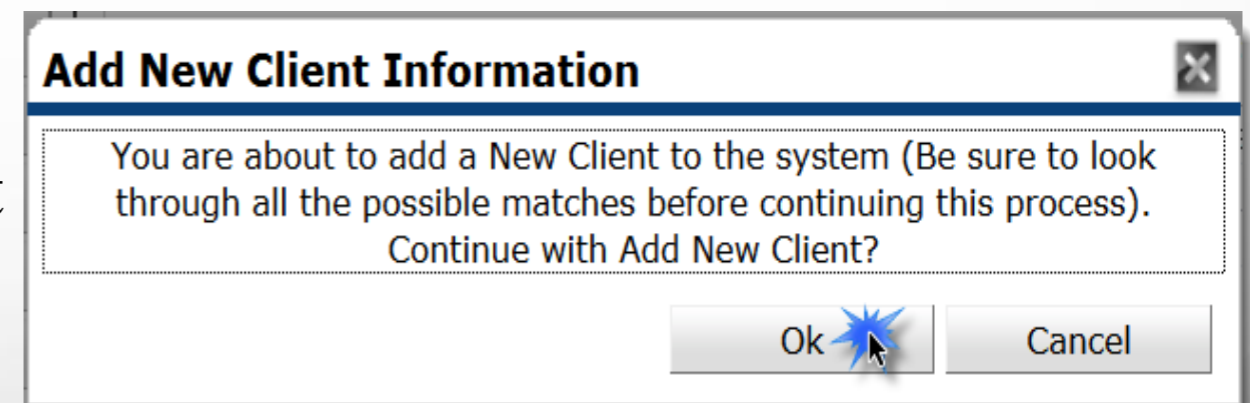 Add New Client Information
You are about to add a New Client to the system (Be sure to look
through all the possible matches before continuing this process).
Continue with Add New Client?
Ok
Cancel